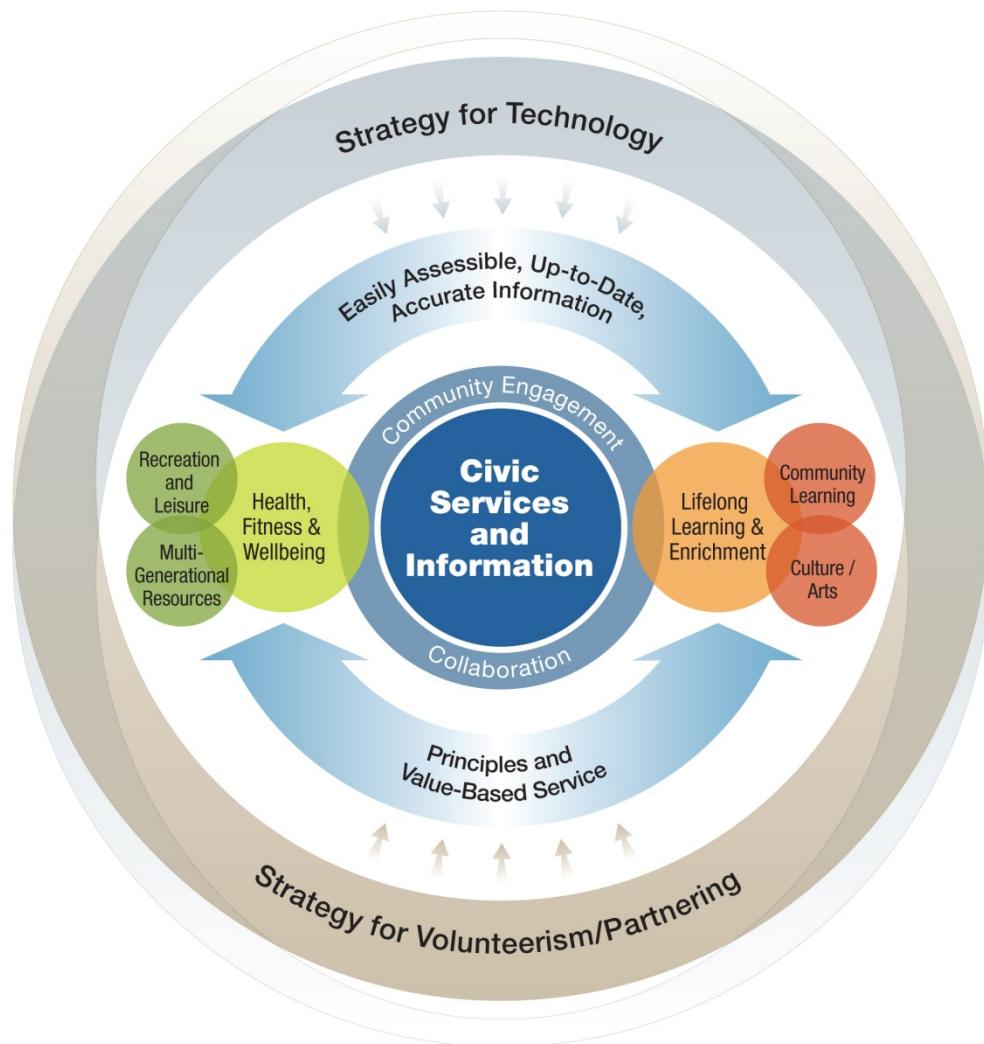 Strategy for Technology
Easily Assessible, Up-to-Date,
Accurate Information
Community Engagement
Civic
Services
and
Information
Collaboration
Recreation
and
Leisure
Multi-
Generational
Resources
Health,
Fitness &
Wellbeing
Lifelong
Learning &
Enrichment
Community
Learning
Culture /
Arts
Principles and
Value-Based Service
Strategy for Volunteerism/Partnering